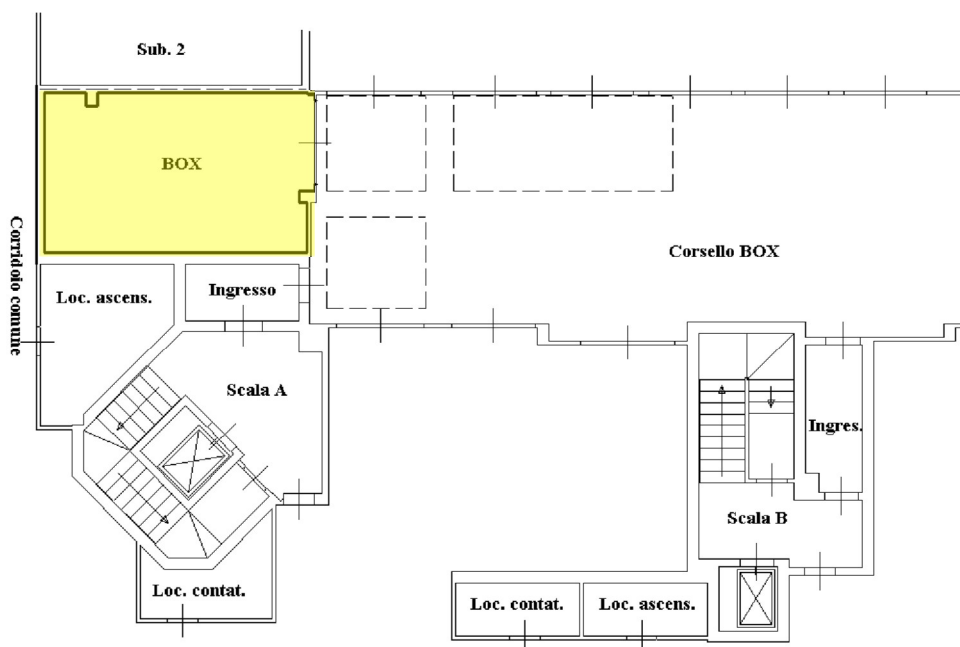 Sub. 2
BOX
Corridoio comune
Corsello BOX
Loc. ascens.
Ingresso
Scala A
Ingres.
Scala B
Loc. contat.
Loc. contat.
Loc. ascens.